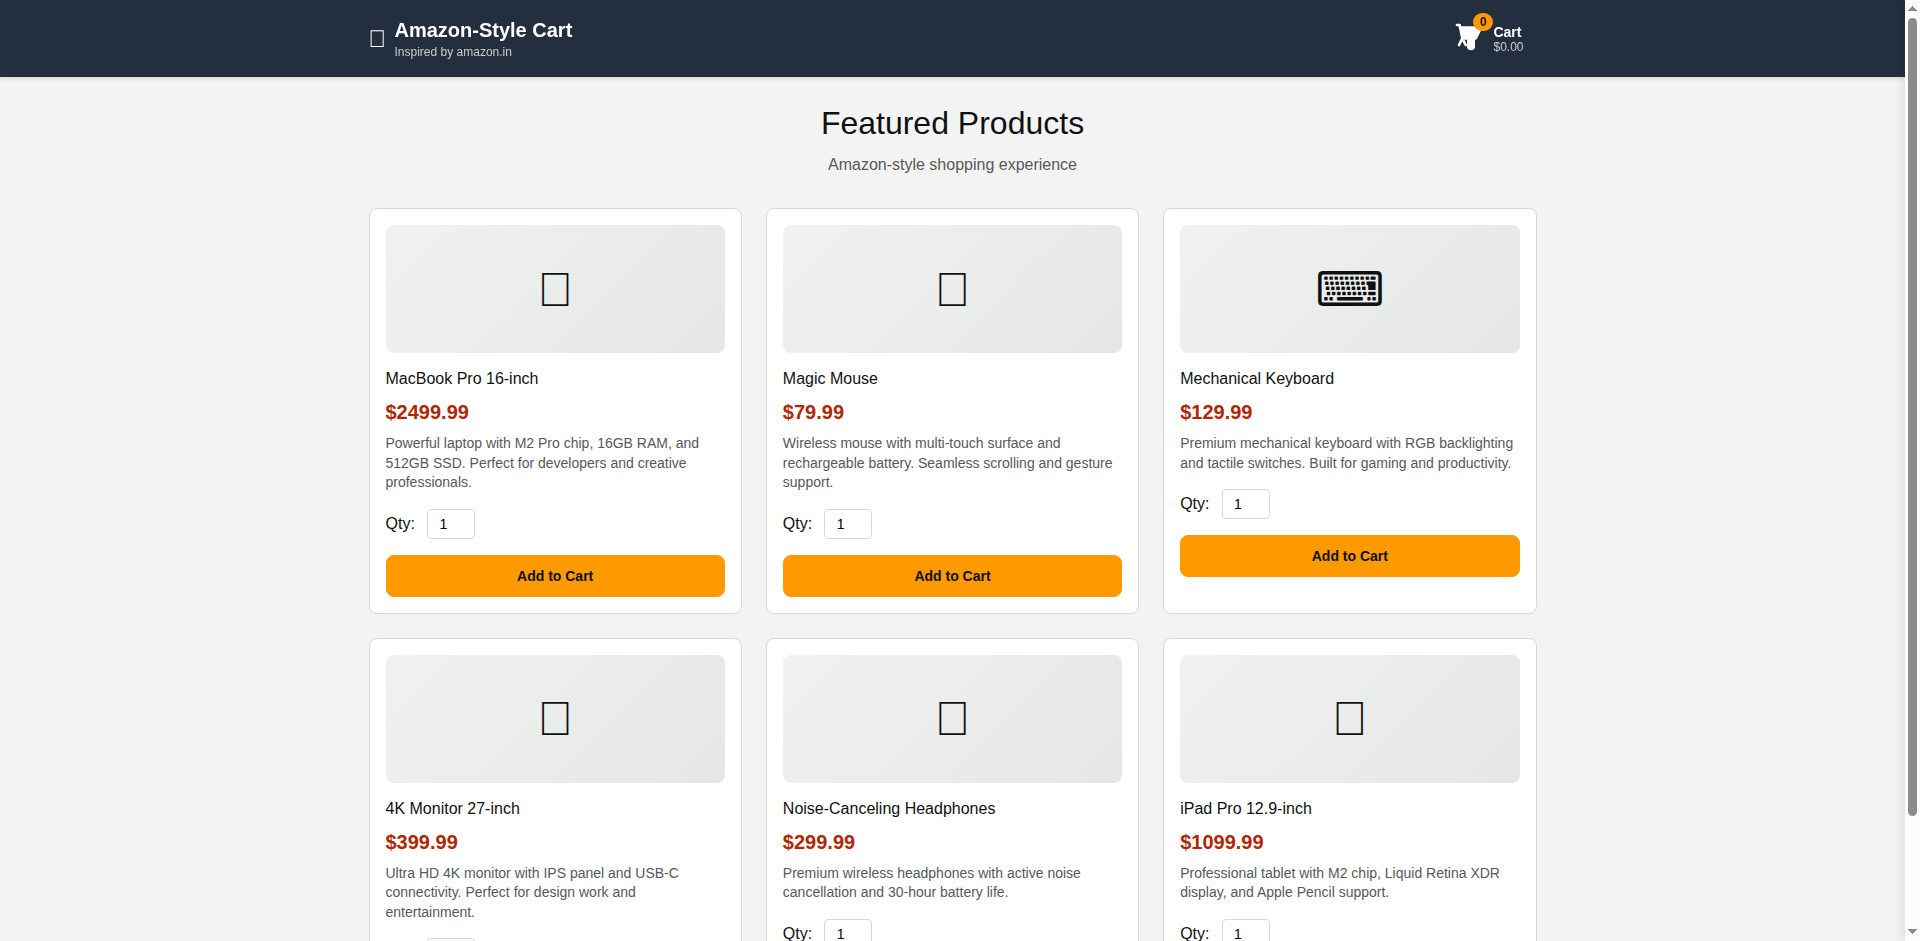 Amazon-Style Cart
Inspired by amazon.in
0
Cart
$0.00
Featured Products
Amazon-style shopping experience
MacBook Pro 16-inch
$2499.99
Powerful laptop with M2 Pro chip, 16GB RAM, and
512GB SSD. Perfect for developers and creative
professionals.
Qty: 1
Add to Cart
Magic Mouse
$79.99
Wireless mouse with multi-touch surface and
rechargeable battery. Seamless scrolling and gesture
support.
Qty: 1
Add to Cart
Mechanical Keyboard
$129.99
Premium mechanical keyboard with RGB backlighting
and tactile switches. Built for gaming and productivity.
Qty: 1
Add to Cart
4K Monitor 27-inch
$399.99
Ultra HD 4K monitor with IPS panel and USB-C
connectivity. Perfect for design work and
entertainment.
Noise-Canceling Headphones
$299.99
Premium wireless headphones with active noise
cancellation and 30-hour battery life.
Qty: 1
iPad Pro 12.9-inch
$1099.99
Professional tablet with M2 chip, Liquid Retina XDR
display, and Apple Pencil support.
Qty: 1